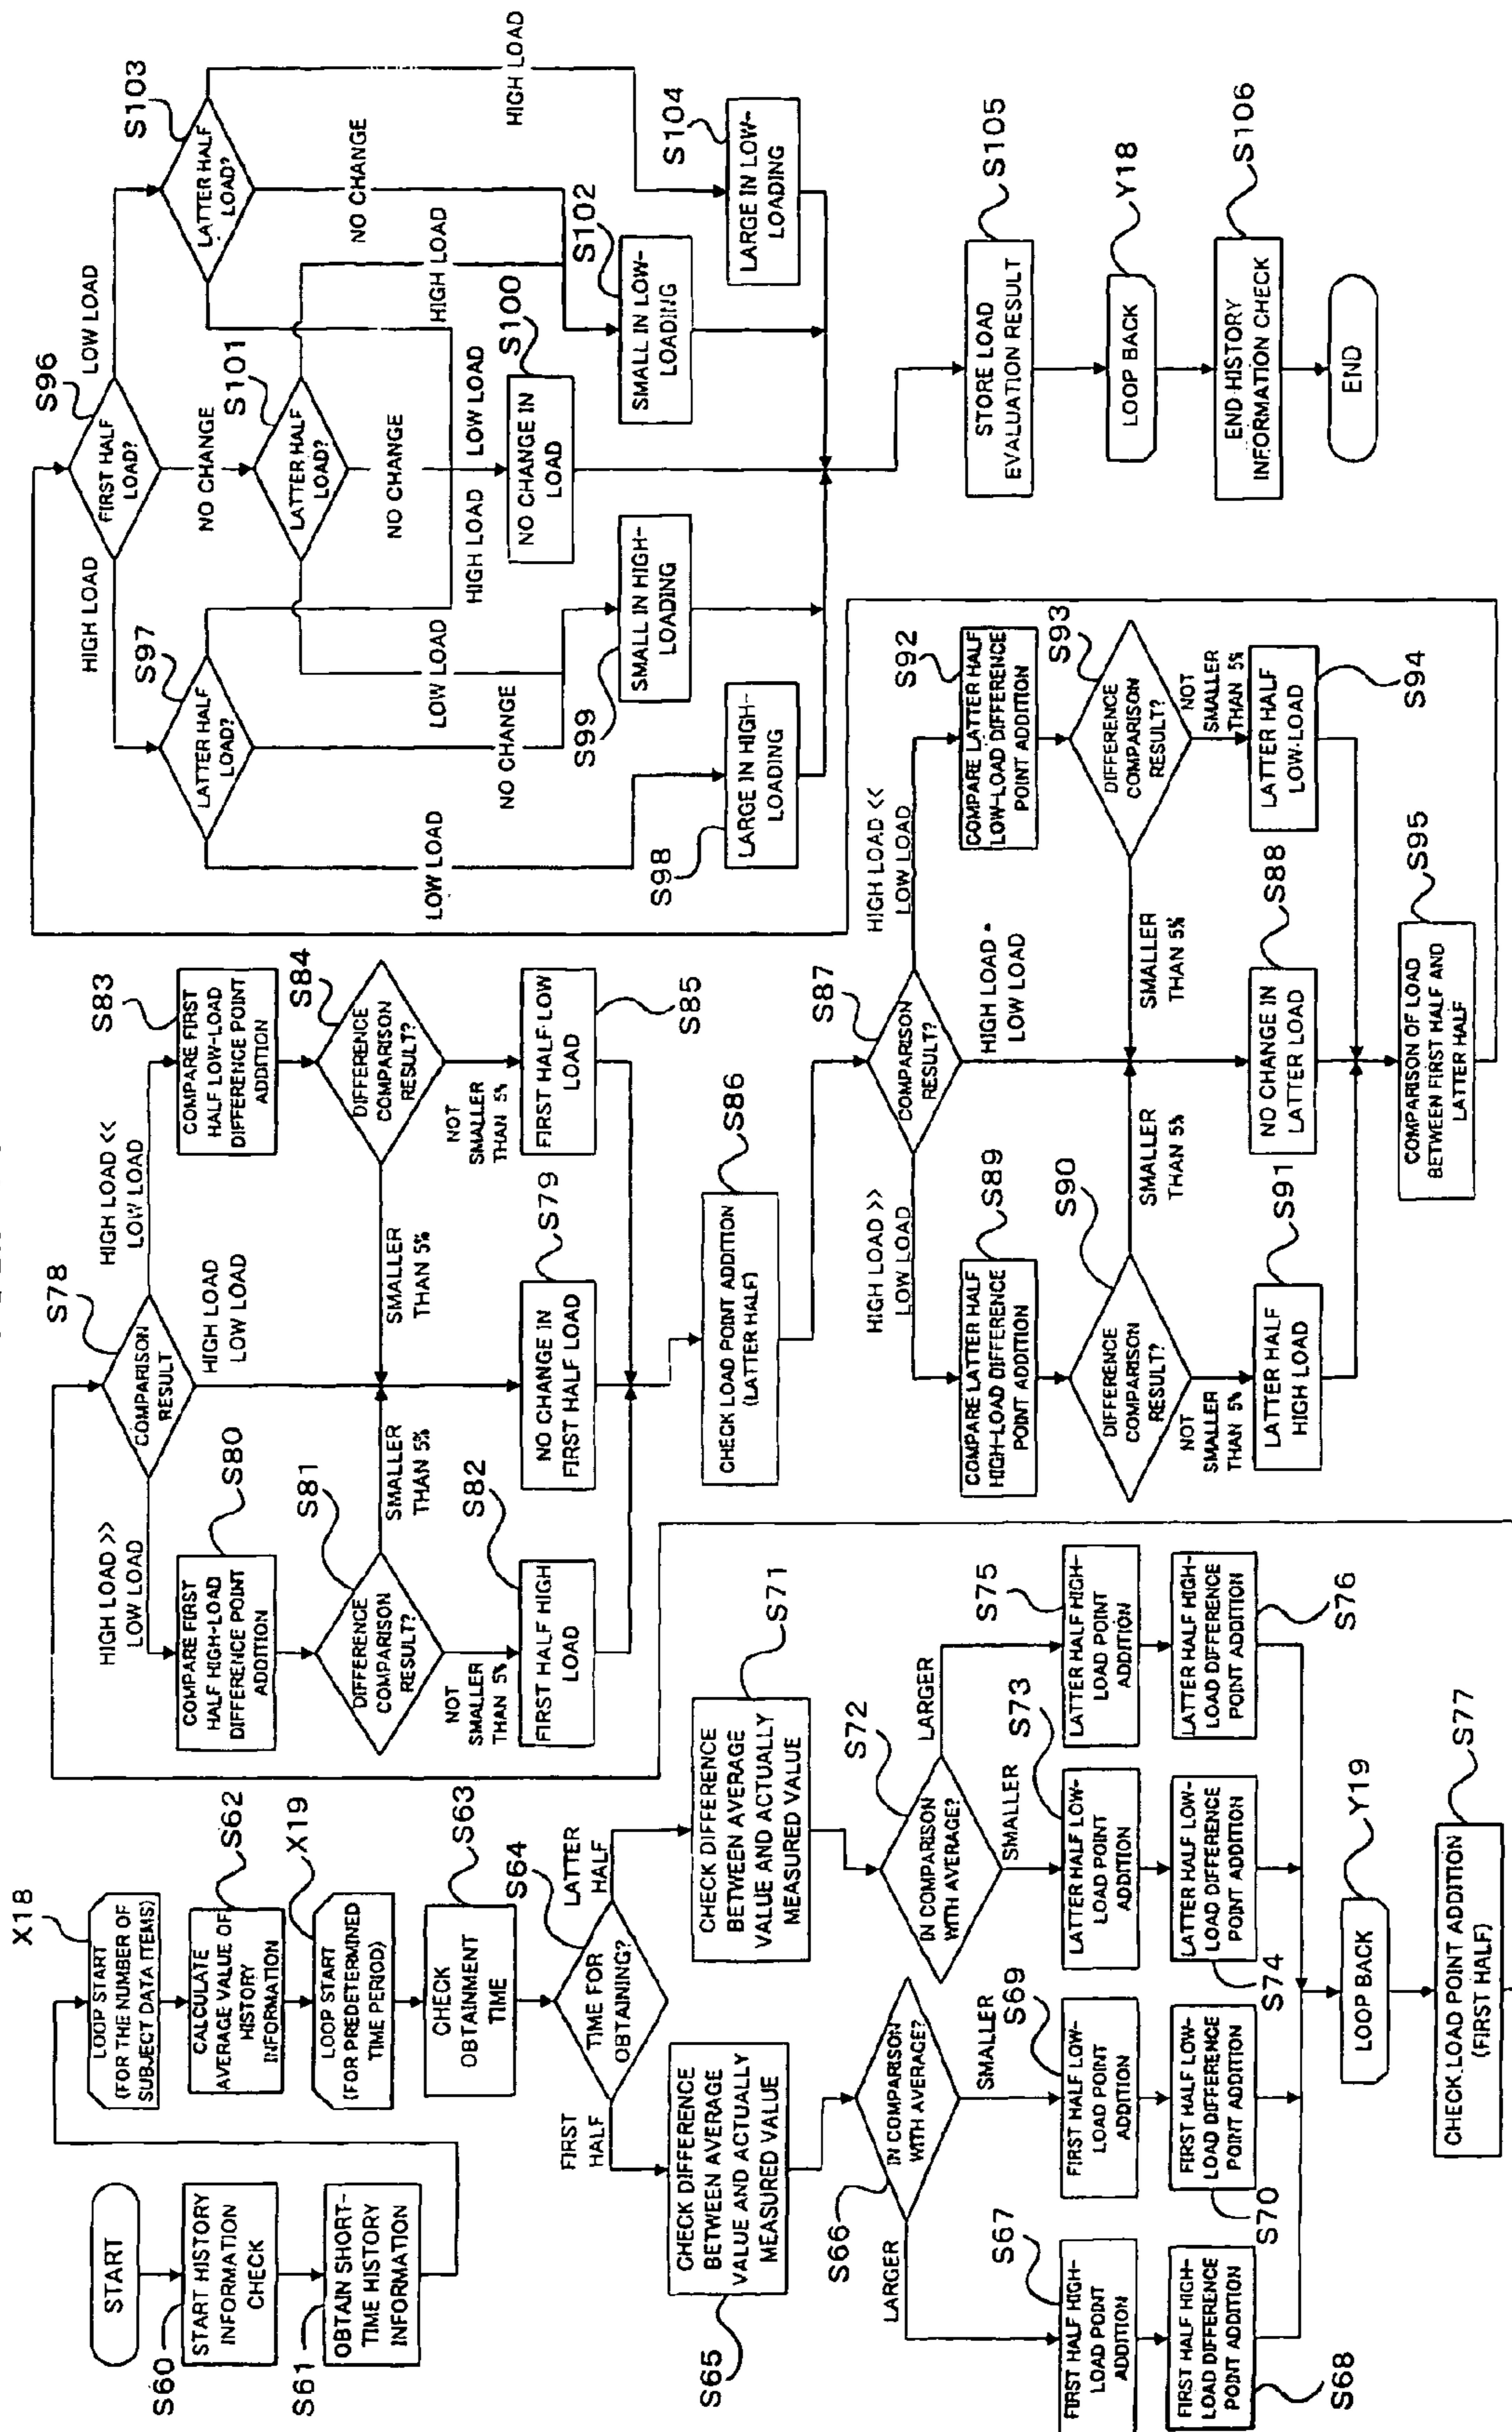 START
S60
START HISTORY
INFORMATION
CHECK
S61
OBTAIN SHORT-
TIME HISTORY
INFORMATION
X18
LOOP START
(FOR THE NUMBER OF
SUBJECT DATA ITEMS)
S62
CALCULATE
AVERAGE VALUE OF
HISTORY
INFORMATION
X19
LOOP START
(FOR PREDETERMINED
TIME PERIOD)
S63
CHECK
OBTAINMENT
TIME
S64
TIME FOR
OBTAINING?
FIRST
HALF
LATTER
HALF
S65
CHECK DIFFERENCE
BETWEEN AVERAGE
VALUE AND ACTUALLY
MEASURED VALUE
S66
IN COMPARISON
WITH AVERAGE?
LARGER
SMALLER
S67
FIRST HALF HIGH-
LOAD POINT
ADDITION
S68
FIRST HALF HIGH-
LOAD DIFFERENCE
POINT ADDITION
S69
FIRST HALF LOW-
LOAD POINT
ADDITION
S70
FIRST HALF LOW-
LOAD DIFFERENCE
POINT ADDITION
S71
CHECK DIFFERENCE
BETWEEN AVERAGE
VALUE AND ACTUALLY
MEASURED VALUE
S72
IN COMPARISON
WITH AVERAGE?
SMALLER
LARGER
S73
LATTER HALF LOW-
LOAD POINT
ADDITION
S74
LATTER HALF LOW-
LOAD DIFFERENCE
POINT ADDITION
S75
LATTER HALF HIGH-
LOAD POINT
ADDITION
S76
LATTER HALF HIGH-
LOAD DIFFERENCE
POINT ADDITION
Y19
LOOP BACK
S77
CHECK LOAD POINT ADDITION
(FIRST HALF)
S78
COMPARISON
RESULT
HIGH LOAD >>
LOW LOAD
HIGH LOAD
LOW LOAD
HIGH LOAD <<
LOW LOAD
S80
COMPARE FIRST
HALF HIGH-LOAD
DIFFERENCE POINT
ADDITION
S81
DIFFERENCE
COMPARISON
RESULT?
SMALLER
THAN 5%
NOT
SMALLER
THAN 5%
S82
FIRST HALF HIGH
LOAD
S79
NO CHANGE IN
FIRST HALF LOAD
S83
COMPARE FIRST
HALF LOW-LOAD
DIFFERENCE POINT
ADDITION
S84
DIFFERENCE
COMPARISON
RESULT?
SMALLER
THAN 5%
NOT
SMALLER
THAN 5%
S85
FIRST HALF LOW
LOAD
S86
CHECK LOAD POINT ADDITION
(LATTER HALF)
S87
COMPARISON
RESULT?
HIGH LOAD >>
LOW LOAD
HIGH LOAD =
LOW LOAD
HIGH LOAD <<
LOW LOAD
S89
COMPARE LATTER HALF
HIGH-LOAD DIFFERENCE
POINT ADDITION
S90
DIFFERENCE
COMPARISON
RESULT?
SMALLER
THAN 5%
NOT
SMALLER
THAN 5%
S91
LATTER HALF
HIGH LOAD
S88
NO CHANGE IN
LATTER LOAD
S92
COMPARE LATTER HALF
LOW-LOAD DIFFERENCE
POINT ADDITION
S93
DIFFERENCE
COMPARISON
RESULT?
SMALLER
THAN 5%
NOT
SMALLER
THAN 5%
S94
LATTER HALF
LOW-LOAD
S95
COMPARISON OF LOAD
BETWEEN FIRST HALF AND
LATTER HALF
S96
FIRST HALF
LOAD?
HIGH LOAD
NO CHANGE
LOW LOAD
S97
LATTER HALF
LOAD?
LOW LOAD
NO CHANGE
HIGH LOAD
S98
LARGE IN HIGH-
LOADING
S99
SMALL IN HIGH-
LOADING
S101
LATTER HALF
LOAD?
LOW LOAD
NO CHANGE
HIGH LOAD
S100
NO CHANGE IN
LOAD
S103
LATTER HALF
LOAD?
LOW LOAD
NO CHANGE
HIGH LOAD
S102
SMALL IN LOW-
LOADING
S104
LARGE IN LOW-
LOADING
S105
STORE LOAD
EVALUATION RESULT
Y18
LOOP BACK
S106
END HISTORY
INFORMATION CHECK
END